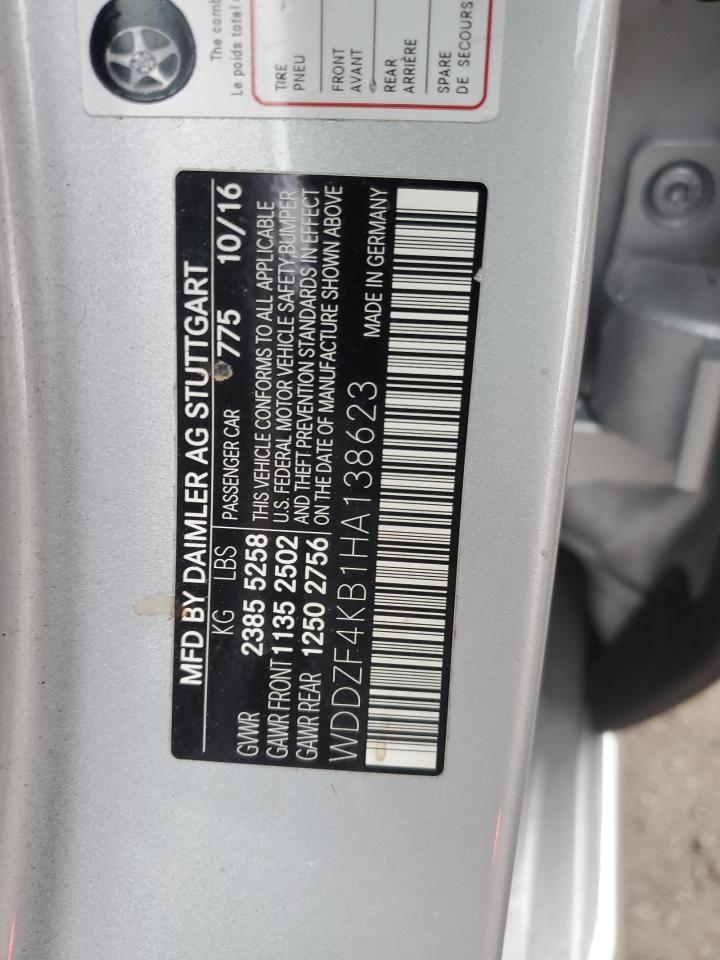 The comb
Le poids total
TIRE
PNEU
FRONT
AVANT
REAR
ARRIÈRE
SPARE
DE SECOURS
MFD BY DAIMLER AG STUTTGART
KG LBS PASSENGER CAR 775 10/16
GVWR 2385 5258
GAWR FRONT 1135 2502
GAWR REAR 1250 2756
THIS VEHICLE CONFORMS TO ALL APPLICABLE
U.S. FEDERAL MOTOR VEHICLE SAFETY, BUMPER
AND THEFT PREVENTION STANDARDS IN EFFECT
ON THE DATE OF MANUFACTURE SHOWN ABOVE
WDDZF4KB1HA138623 MADE IN GERMANY